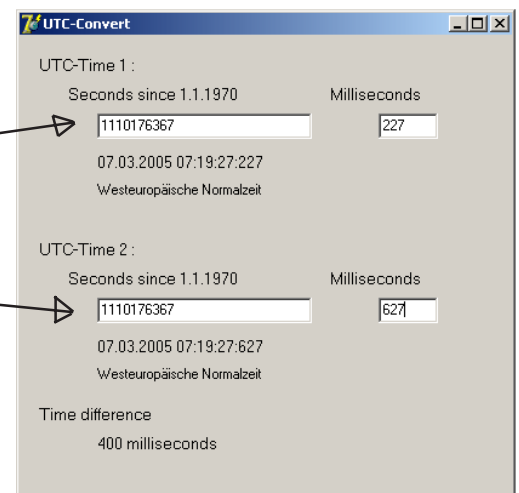 UTC-Convert
UTC-Time 1 :
Seconds since 1.1.1970 Milliseconds
1110176367 227
07.03.2005 07:19:27:227
Westeuropäische Normalzeit
UTC-Time 2 :
Seconds since 1.1.1970 Milliseconds
1110176367 627
07.03.2005 07:19:27:627
Westeuropäische Normalzeit
Time difference
400 milliseconds